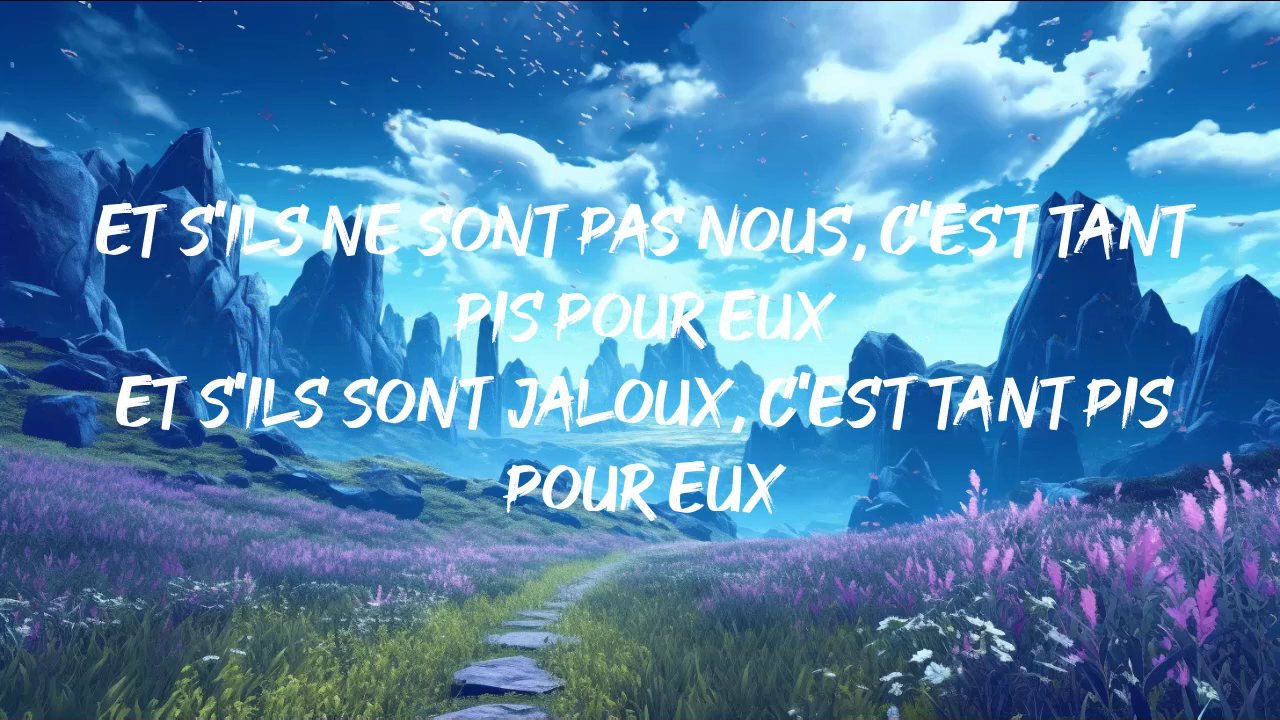 ET S'ILS NE SONT PAS NOUS, C'EST TANT
PIS POUR EUX
ET S'ILS SONT JALOUX, C'EST TANT PIS
POUR EUX